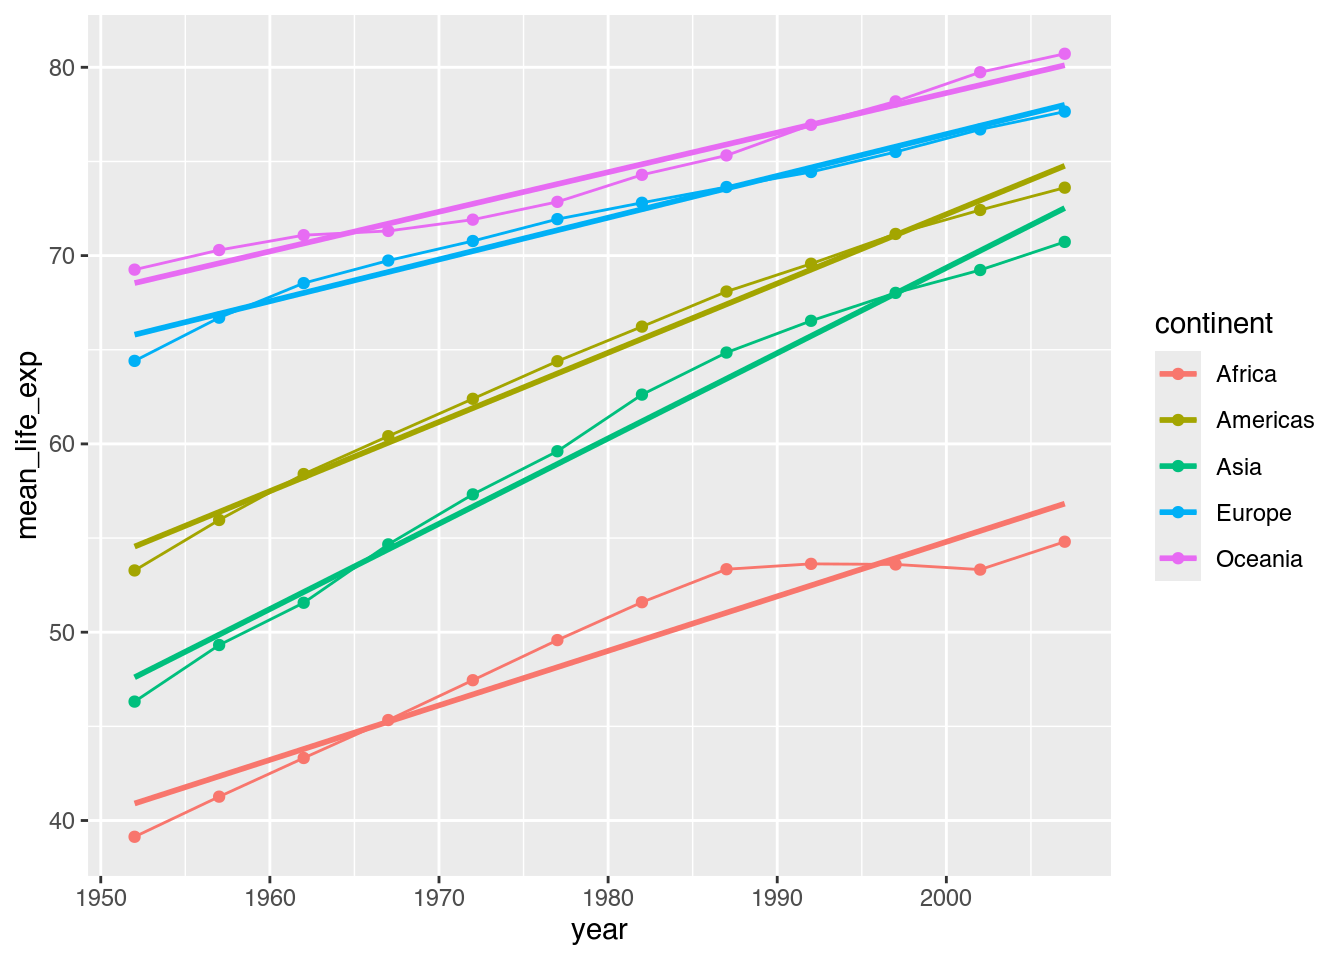 80
70
60
50
40
mean_life_exp
1950 1960 1970 1980 1990 2000
year
continent
Africa
Americas
Asia
Europe
Oceania